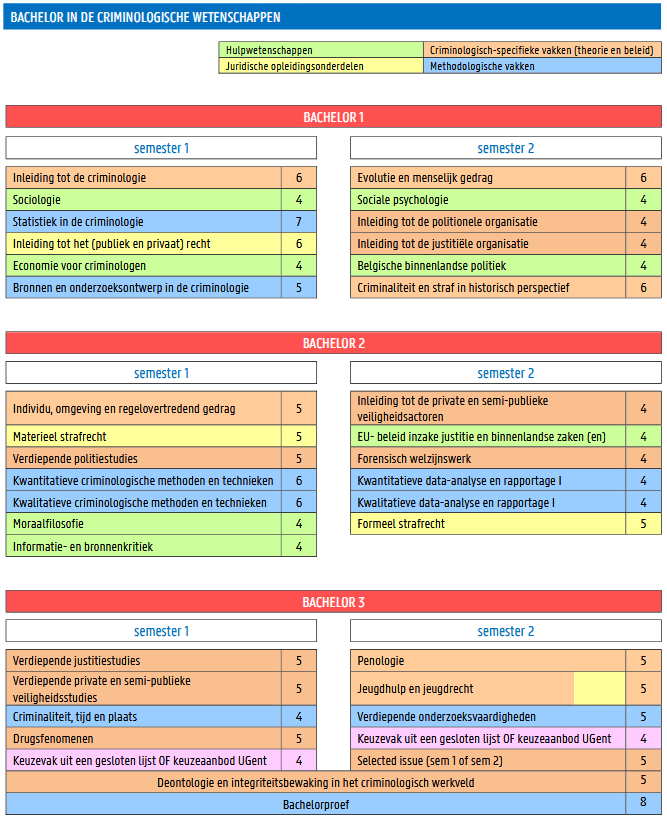 BACHELOR IN DE CRIMINOLOGISCHE WETENSCHAPPEN
Hulpwetenschappen
Criminologisch-specifieke vakken (theorie en beleid)
Juridische opleidingsonderdelen
Methodologische vakken
BACHELOR 1
semester 1
Inleiding tot de criminologie 6
Sociologie 4
Statistiek in de criminologie 7
Inleiding tot het (publiek en privaat) recht 6
Economie voor criminologen 4
Bronnen en onderzoeksontwerp in de criminologie 5
semester 2
Evolutie en menselijk gedrag 6
Sociale psychologie 4
Inleiding tot de politionele organisatie 4
Inleiding tot de justitiële organisatie 4
Belgische binnenlandse politiek 4
Criminaliteit en straf in historisch perspectief 6
BACHELOR 2
semester 1
Individu, omgeving en regelovertredend gedrag 5
Materieel strafrecht 5
Verdiepende politiestudies 5
Kwantitatieve criminologische methoden en technieken 6
Kwalitatieve criminologische methoden en technieken 6
Moraalfilosofie 4
Informatie- en bronnenkritiek 4
semester 2
Inleiding tot de private en semi-publieke
veiligheidsactoren 4
EU- beleid inzake justitie en binnenlandse zaken (en) 4
Forensisch welzijnswerk 4
Kwantitatieve data-analyse en rapportage I 4
Kwalitatieve data-analyse en rapportage I 4
Formeel strafrecht 5
BACHELOR 3
semester 1
Verdiepende justitiestudies 5
Verdiepende private en semi-publieke
veiligheidsstudies 5
Criminaliteit, tijd en plaats 4
Drugsfenomenen 5
Keuzevak uit een gesloten lijst OF keuzeaanbod UGent 4
semester 2
Penologie 5
Jeugdhulp en jeugdrecht 5
Verdiepende onderzoeksvaardigheden 5
Keuzevak uit een gesloten lijst OF keuzeaanbod UGent 4
Selected issue (sem 1 of sem 2) 5
Deontologie en integriteitsbewaking in het criminologisch werkveld 5
Bachelorproef 8